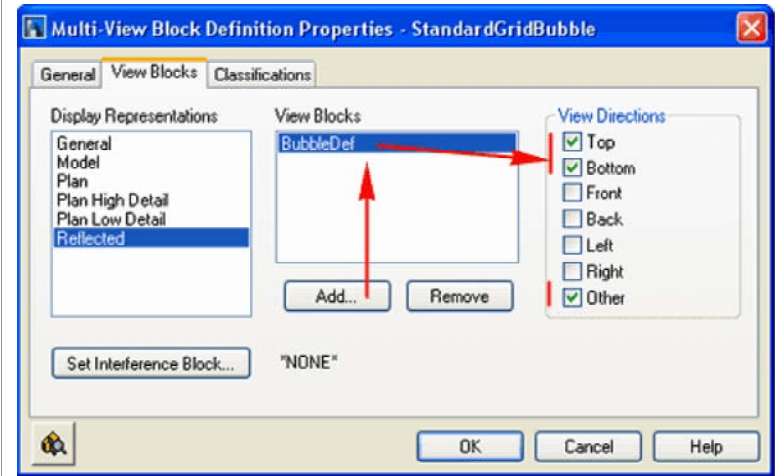 Multi-View Block Definition Properties - StandardGridBubble
General View Blocks Classifications
Display Representations
General
Model
Plan
Plan High Detail
Plan Low Detail
Reflected
View Blocks
BubbleDef
Add... Remove
View Directions
Top
Bottom
Front
Back
Left
Right
Other
Set Interference Block... "NONE"
OK Cancel Help